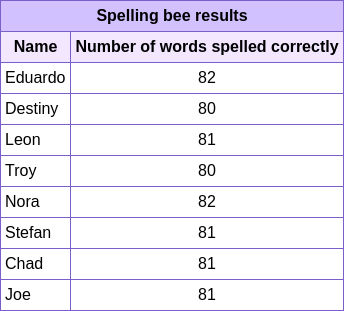 Spelling bee results
Name Number of words spelled correctly
Eduardo 82
Destiny 80
Leon 81
Troy 80
Nora 82
Stefan 81
Chad 81
Joe 81